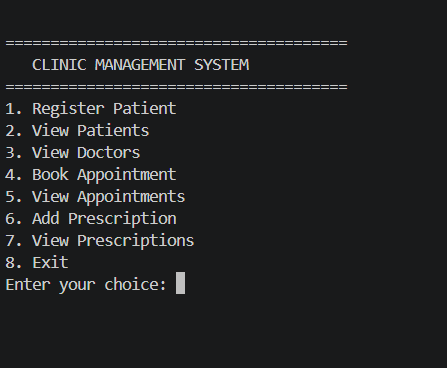 ======================================
   CLINIC MANAGEMENT SYSTEM
======================================
1. Register Patient
2. View Patients
3. View Doctors
4. Book Appointment
5. View Appointments
6. Add Prescription
7. View Prescriptions
8. Exit
Enter your choice: